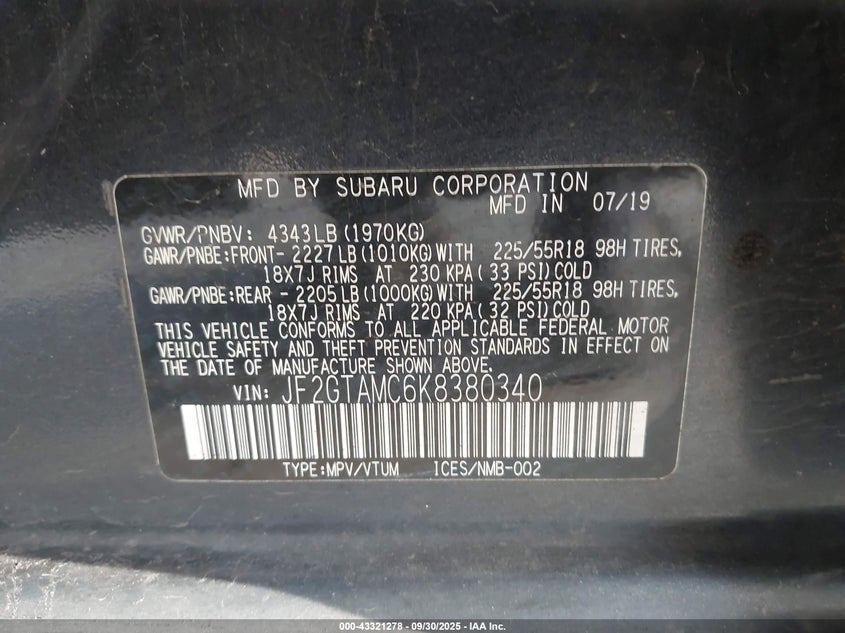 MFD BY SUBARU CORPORATION
MFD IN 07/19
GVWR/PNBV: 4343LB (1970KG)
GAWR/PNBE:FRONT- 2227LB (1010KG) WITH 225/55R18 98H TIRES,
18X7J RIMS AT 230 KPA ( 33 PSI) COLD
GAWR/PNBE:REAR - 2205LB (1000KG) WITH 225/55R18 98H TIRES,
18X7J RIMS AT 220 KPA ( 32 PSI) COLD
THIS VEHICLE CONFORMS TO ALL APPLICABLE FEDERAL MOTOR
VEHICLE SAFETY AND THEFT PREVENTION STANDARDS IN EFFECT ON
THE DATE OF MANUFACTURE SHOWN ABOVE.
VIN: JF2GTAMC6K8380340
TYPE:MPV/VTUM ICES/NMB-002
000-43321278 - 09/30/2025 - IAA Inc.